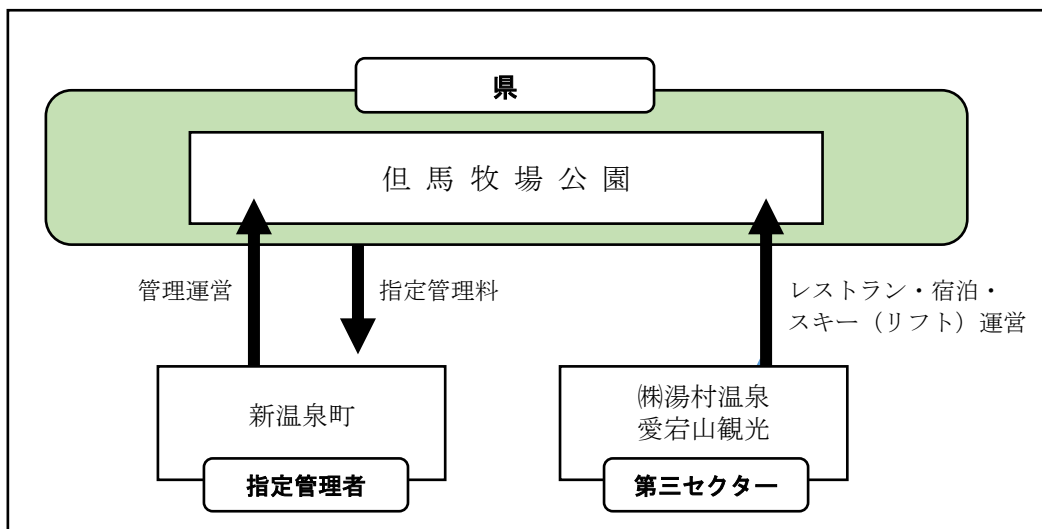 県
但馬牧場公園
管理運営
指定管理料
レストラン・宿泊・
スキー（リフト）運営
新温泉町
㈱湯村温泉
愛宕山観光
指定管理者
第三セクター